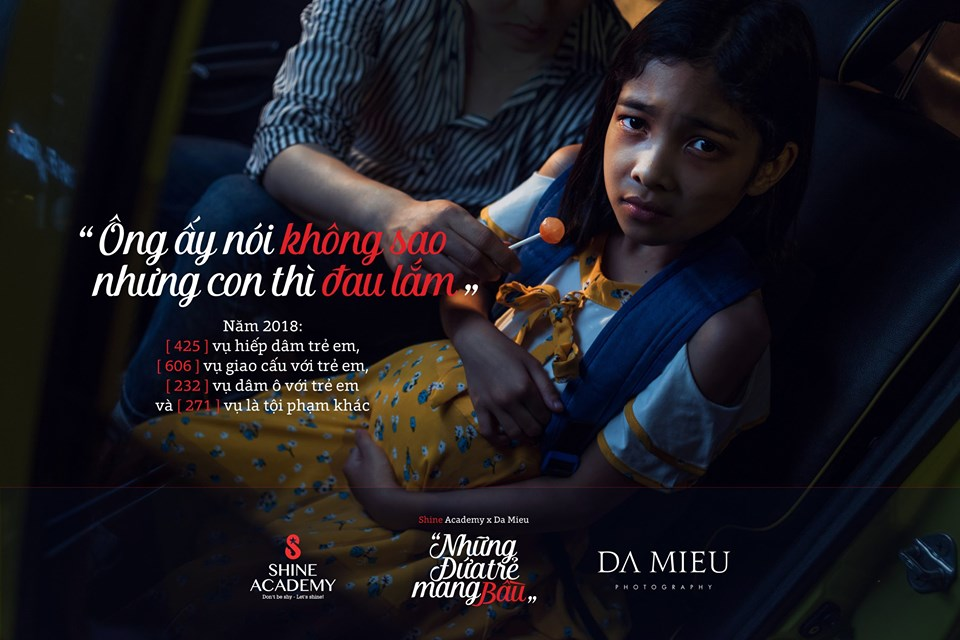 “ Ông ấy nói không sao
nhưng con thì đau lắm „
Năm 2018:
[ 425 ] vụ hiếp dâm trẻ em,
[ 606 ] vụ giao cấu với trẻ em,
[ 232 ] vụ dâm ô với trẻ em
và [ 271 ] vụ là tội phạm khác
Shine Academy x Da Mieu
SHINE
ACADEMY
Don't be shy - Let's shine!
“Những
Đứa trẻ
mang Bầu„
DA MIEU
PHOTOGRAPHY